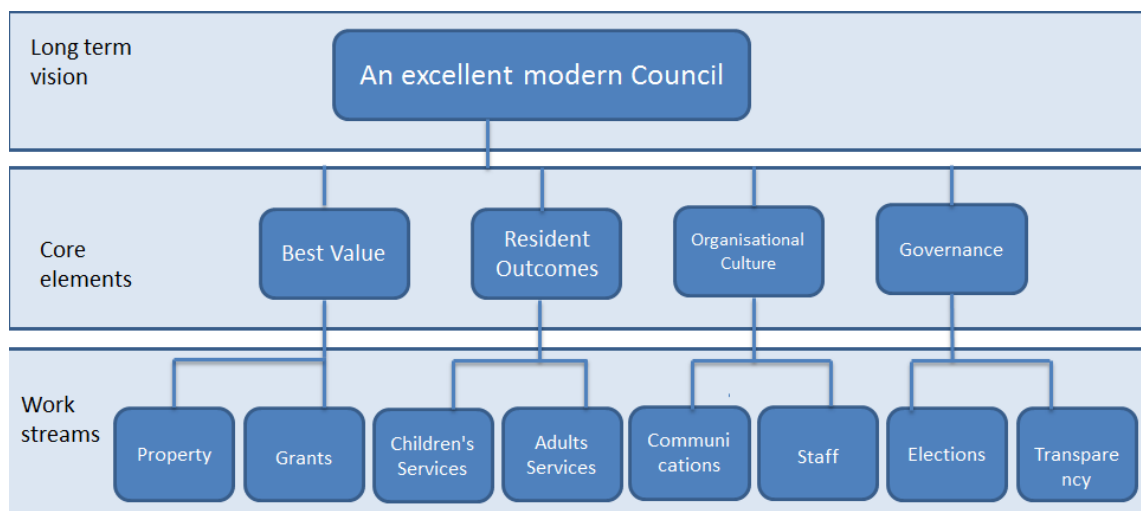 Long term
vision
An excellent modern Council
Core
elements
Best Value
Resident
Outcomes
Organisational
Culture
Governance
Work
streams
Property
Grants
Children's
Services
Adults
Services
Communi
cations
Staff
Elections
Transpare
ncy